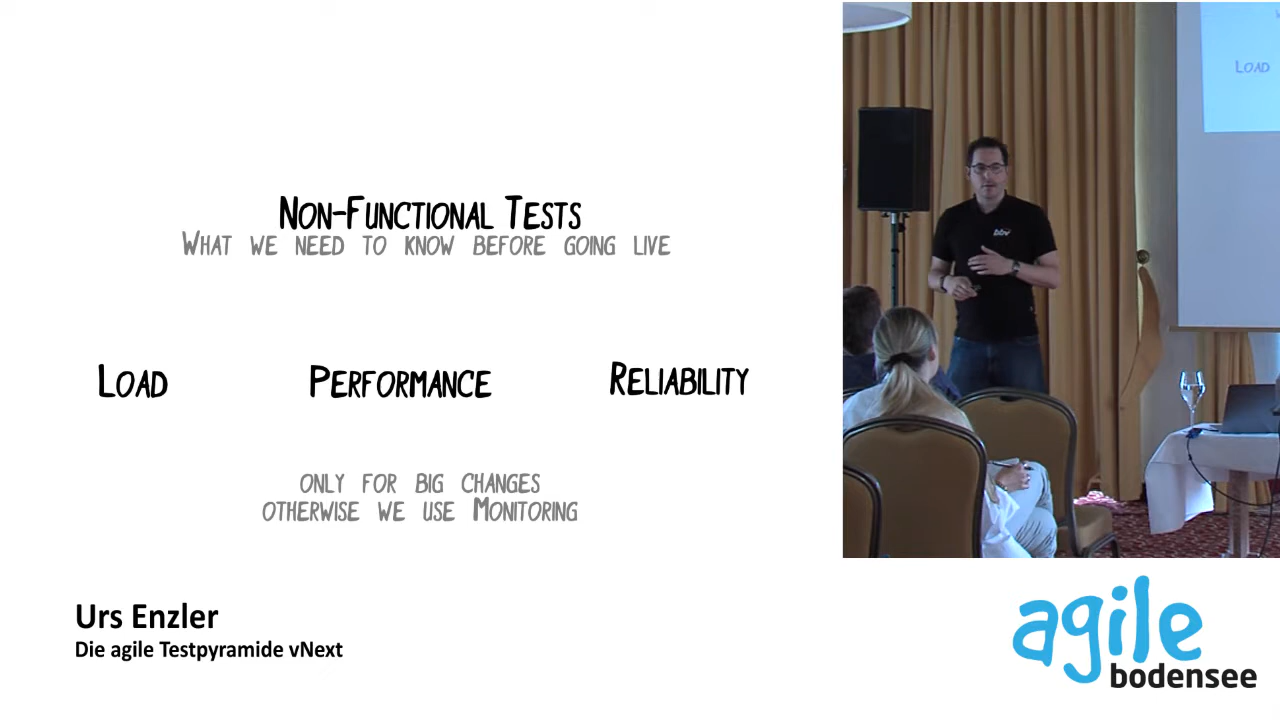 Non-Functional Tests
What we need to know before going live
Load
Performance
Reliability
only for big changes
otherwise we use Monitoring
Urs Enzler
Die agile Testpyramide vNext
Load
bbv
agile
bodensee